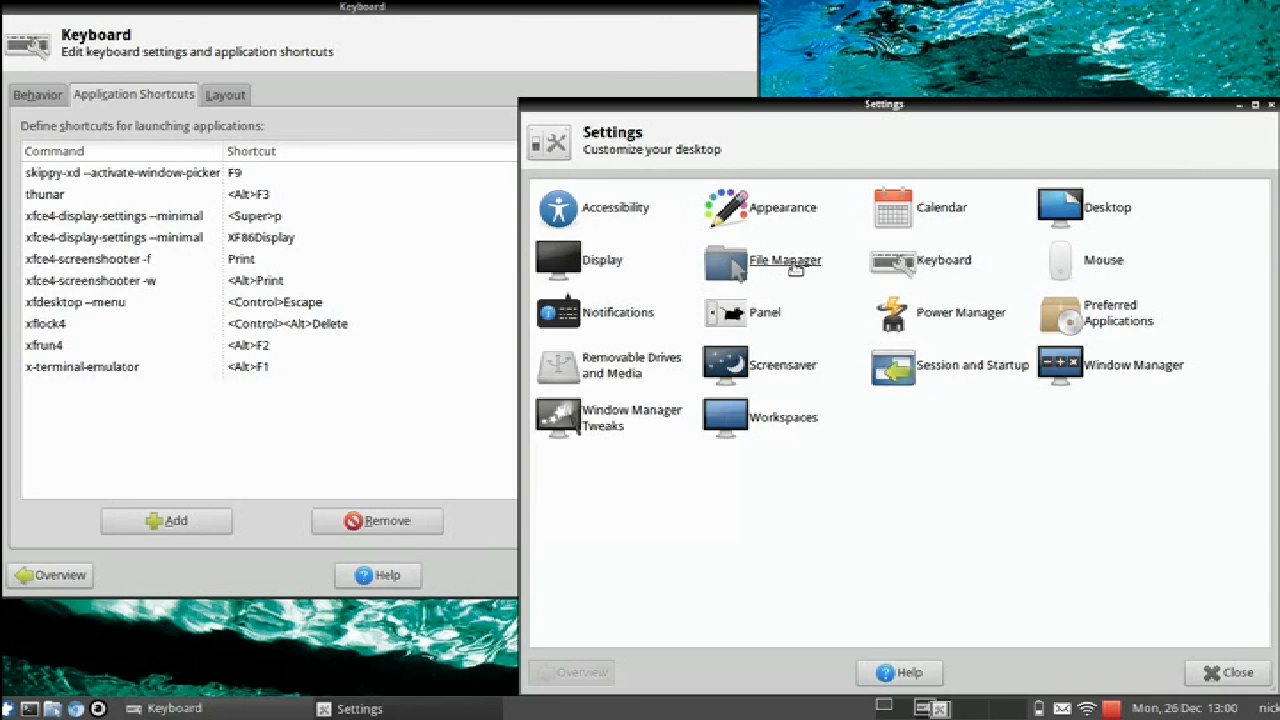 Keyboard
Keyboard
Edit keyboard settings and application shortcuts
Behavior
Application Shortcuts
Layout
Define shortcuts for launching applications:
Command Shortcut
skippy-xd --activate-window-picker F9
thunar <Alt>F3
xfce4-display-settings --minimal <Super>p
xfce4-display-settings --minimal XF86Display
xfce4-screenshooter -f Print
xfce4-screenshooter -w <Alt>Print
xfdesktop --menu <Control>Escape
xflock4 <Control><Alt>Delete
xfrun4 <Alt>F2
x-terminal-emulator <Alt>F1
Add
Remove
Overview
Help
Settings
Settings
Customize your desktop
Accessibility
Appearance
Calendar
Desktop
Display
File Manager
Keyboard
Mouse
Notifications
Panel
Power Manager
Preferred
Applications
Removable Drives
and Media
Screensaver
Session and Startup
Window Manager
Window Manager
Tweaks
Workspaces
Overview
Help
Close
Keyboard
Settings
Mon, 26 Dec 13:00
nick